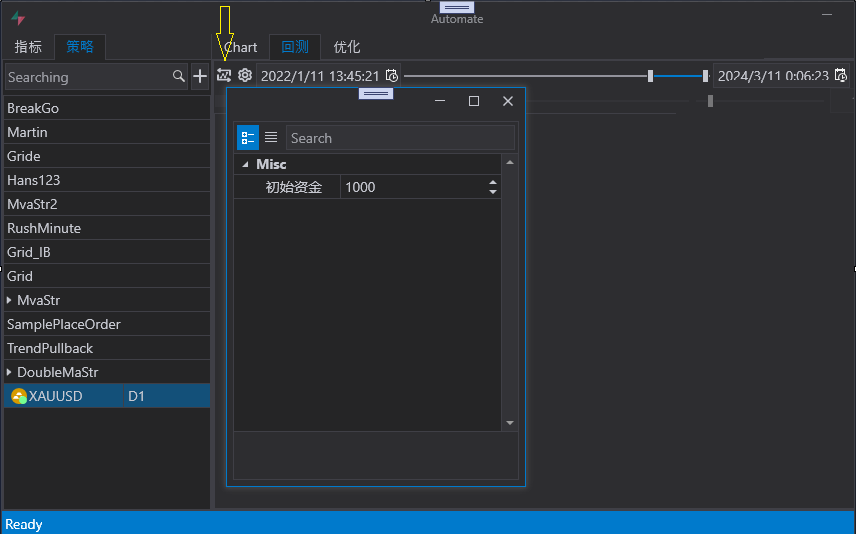 Automate
指标 策略 Chart 回测 优化
Searching 2022/1/11 13:45:21 2024/3/11 0:06:23
BreakGo
Martin
Gride
Hans123
MvaStr2
RushMinute
Grid_IB
Grid
MvaStr
SamplePlaceOrder
TrendPullback
DoubleMaStr
XAUUSD D1
Search
Misc
初始资金 1000
Ready